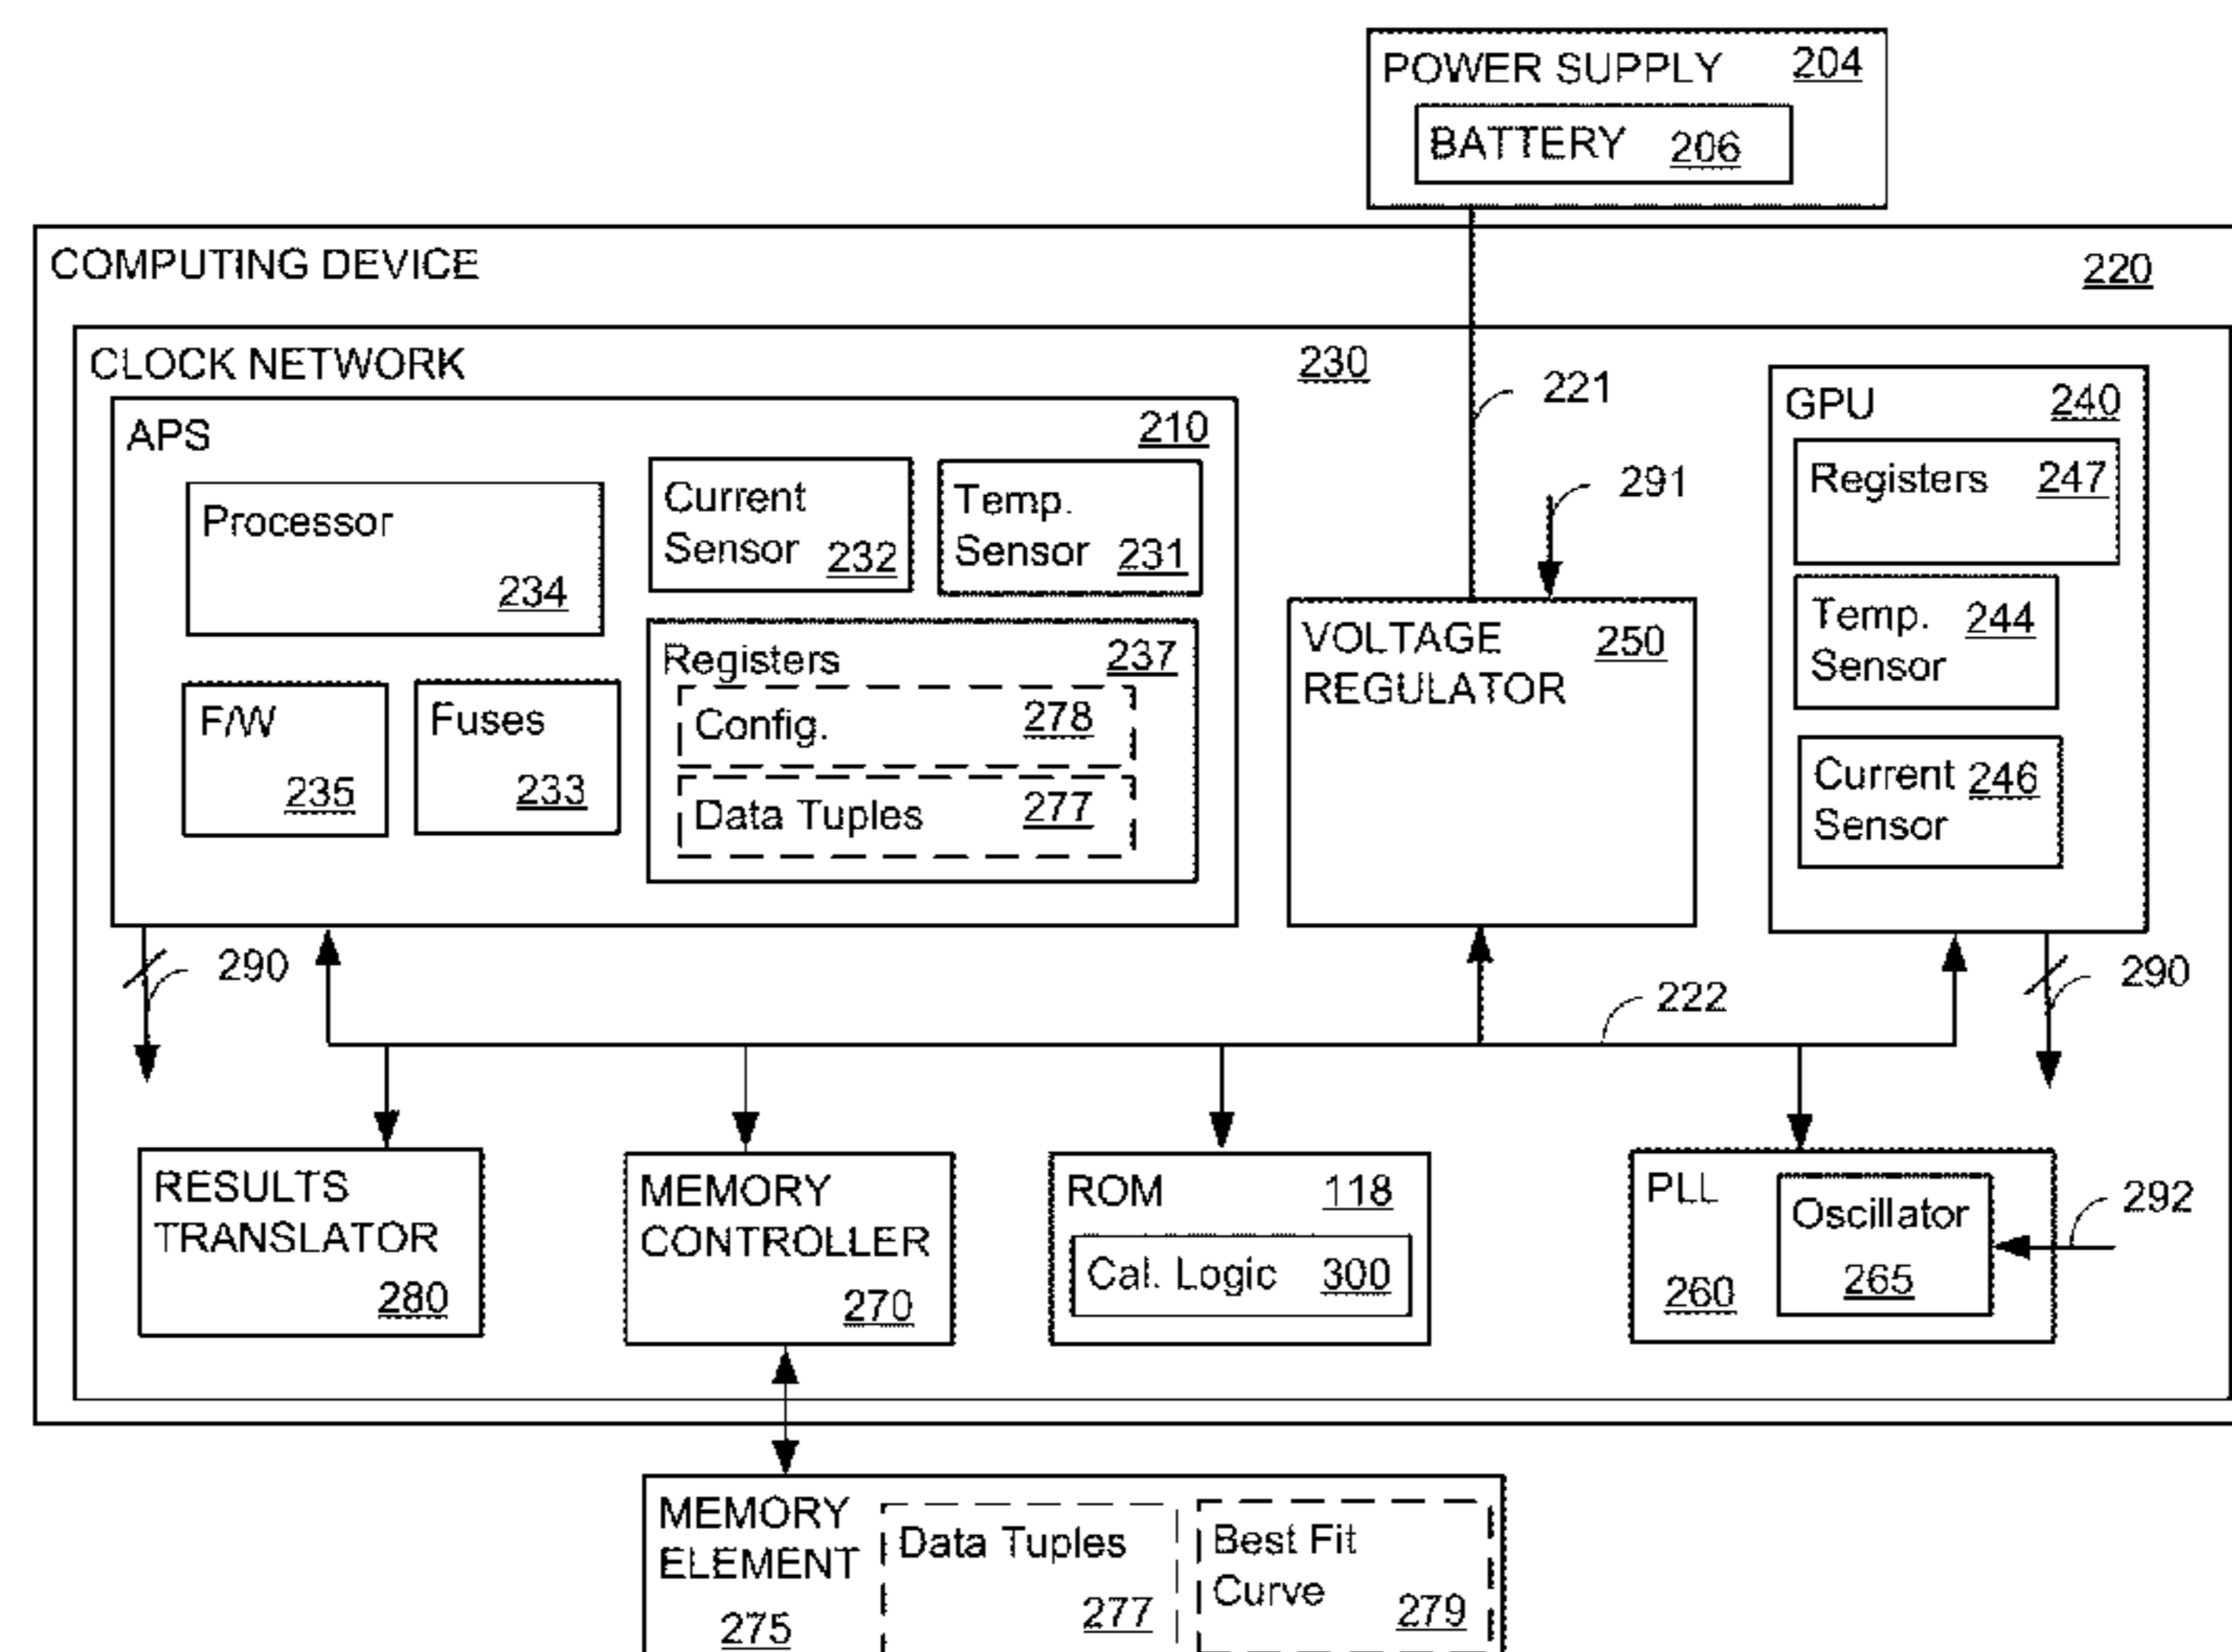 POWER SUPPLY 204
BATTERY 206
COMPUTING DEVICE 220
CLOCK NETWORK 230
221
291
APS 210
Processor
234
Current
Sensor 232
Temp.
Sensor 231
F/W
235
Fuses
233
Registers 237
Config. 278
Data Tuples 277
VOLTAGE 250
REGULATOR
GPU 240
Registers 247
Temp. 244
Sensor
Current 246
Sensor
290
222
290
RESULTS
TRANSLATOR
280
MEMORY
CONTROLLER
270
ROM 118
Cal. Logic 300
PLL
260
Oscillator
265
292
MEMORY
ELEMENT
275
Data Tuples
277
Best Fit
Curve
279